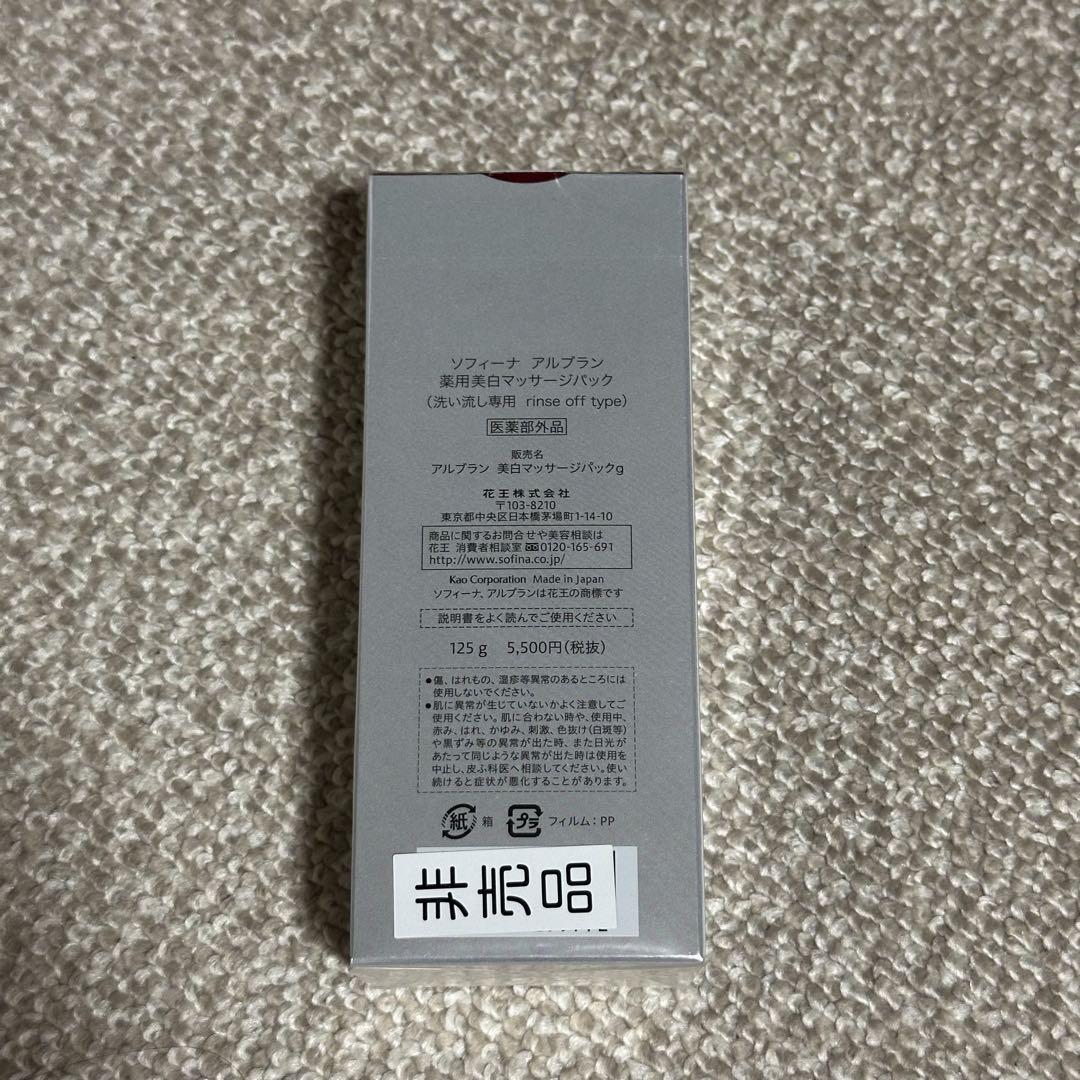 ソフィーナ アルブラン
薬用美白マッサージパック
(洗い流し専用 rinse off type)
医薬部外品
販売名
アルブラン 美白マッサージパックg
花王株式会社
〒103-8210
東京都中央区日本橋茅場町1-14-10
商品に関するお問合せや美容相談は
花王 消費者相談室 0120-165-691
http://www.sofina.co.jp/
Kao Corporation Made in Japan
ソフィーナ、アルブランは花王の商標です
説明書をよく読んでご使用ください
125g 5,500円(税抜)
●傷、はれもの、湿疹等異常のあるところには
使用しないでください。
●肌に異常が生じていないかよく注意してご
使用ください。肌に合わない時や、使用中、
赤み、はれ、かゆみ、刺激、色抜け(白斑等)
や黒ずみ等の異常が出た時、また日光が
あたって同じような異常が出た時は使用を
中止し、皮ふ科医へ相談してください。使い
続けると症状が悪化することがあります。
紙 箱 プラ フィルム:PP
非売品